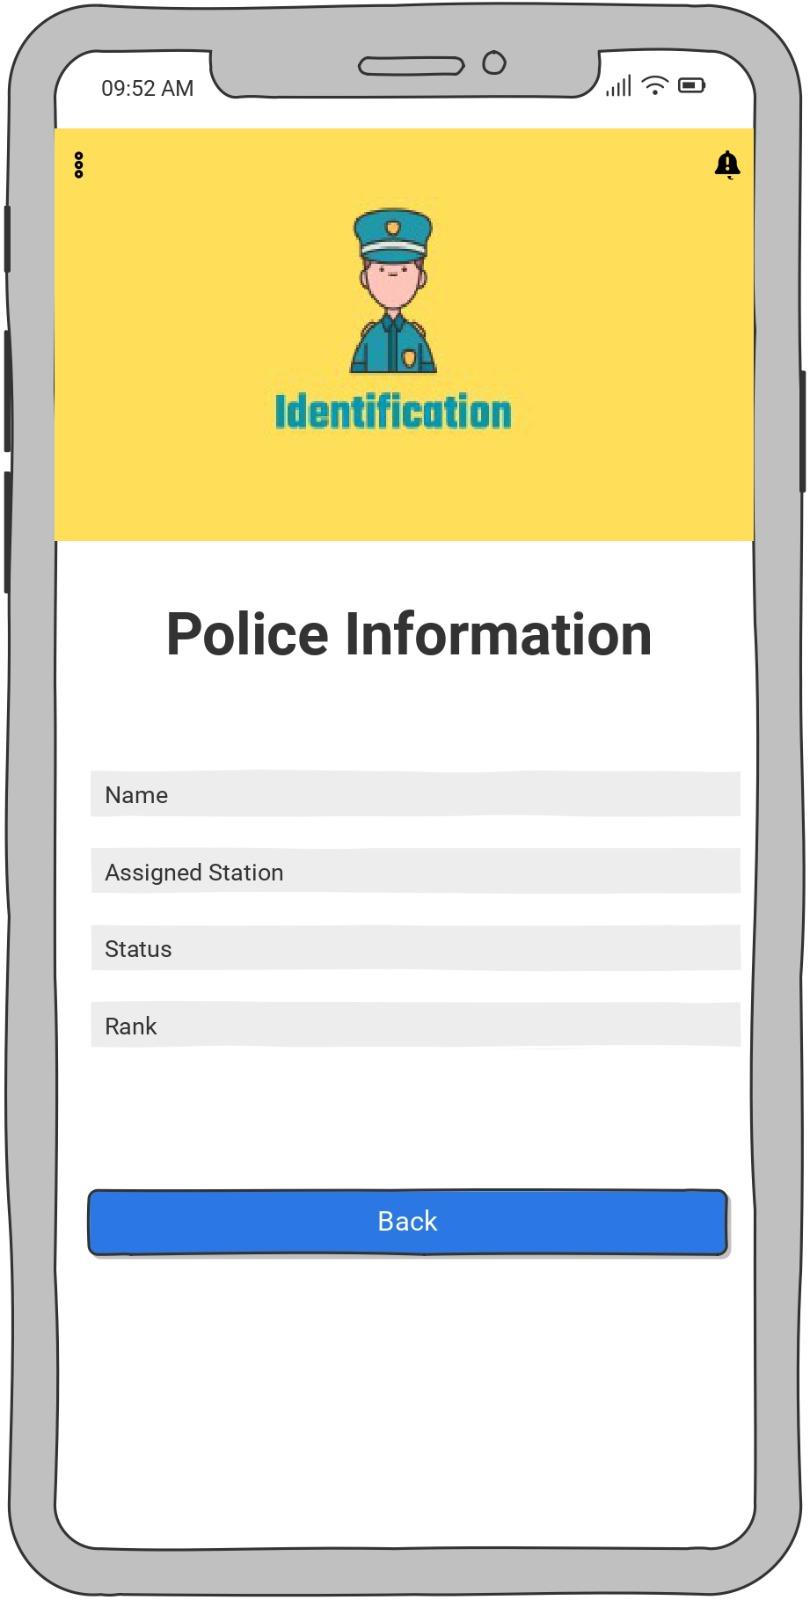 09:52 AM
Identification
Police Information
Name
Assigned Station
Status
Rank
Back